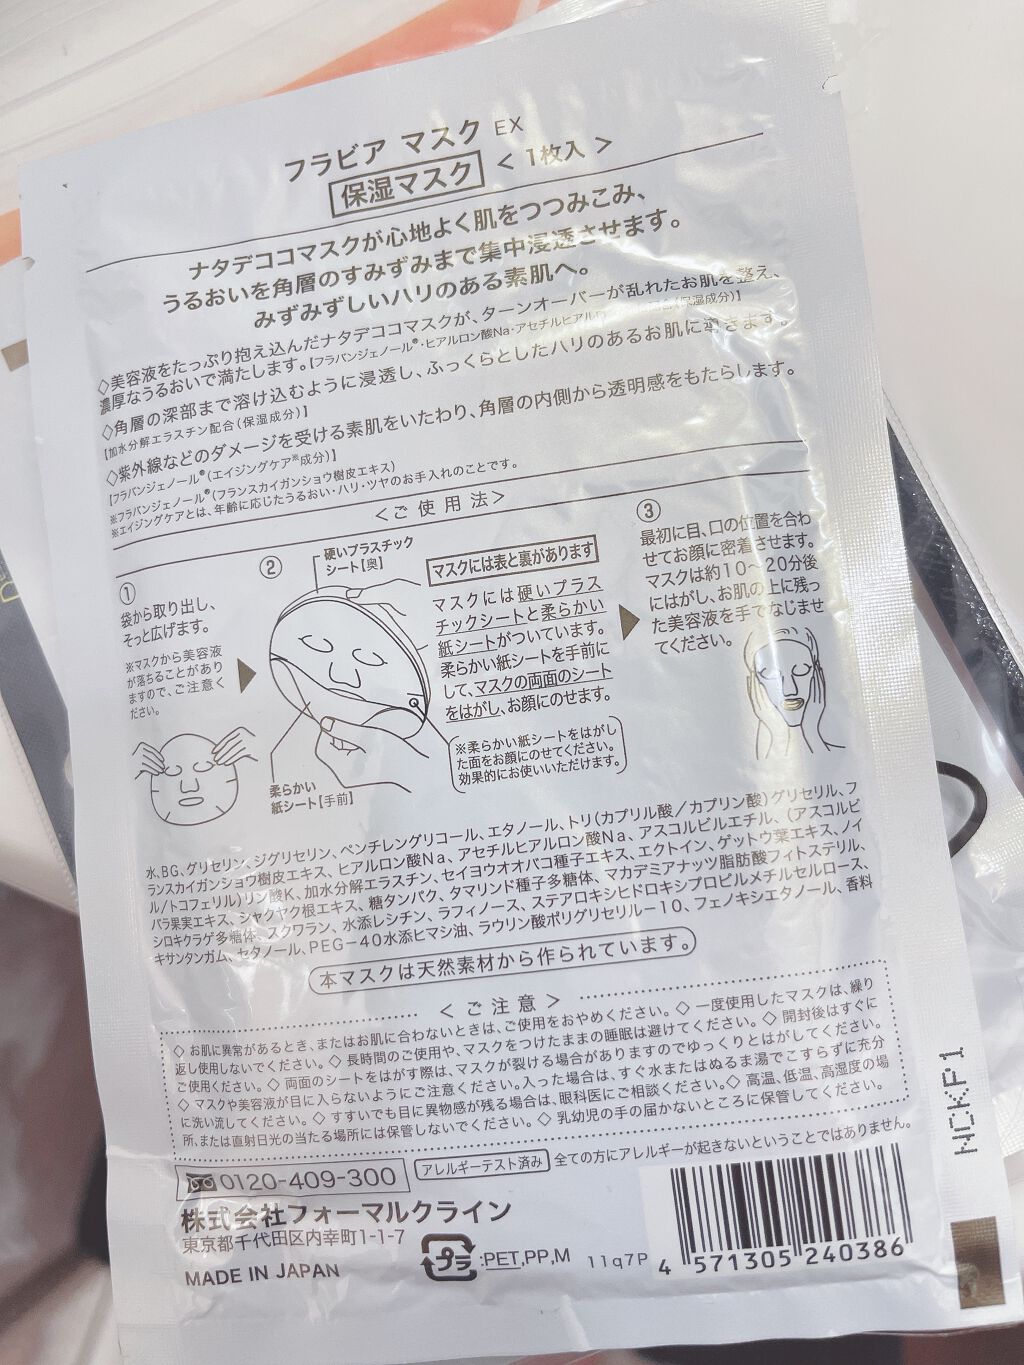 フラビア マスク EX
保湿マスク < 1枚入 >
ナタデココマスクが心地よく肌をつつみこみ、
うるおいを角層のすみずみまで集中浸透させます。
みずみずしいハリのある素肌へ。
◇美容液をたっぷり抱え込んだナタデココマスクが、ターンオーバーが乱れたお肌を整え、
濃厚なうるおいで満たします。【フラバンジェノール®・ヒアルロン酸Na・アセチルヒアルロ (保湿成分)】
◇角層の深部まで溶け込むように浸透し、ふっくらとしたハリのあるお肌に導きます。
【加水分解エラスチン配合(保湿成分)】
◇紫外線などのダメージを受ける素肌をいたわり、角層の内側から透明感をもたらします。
【フラバンジェノール®(エイジングケア※成分)】
※フラバンジェノール®(フランスカイガンショウ樹皮エキス)
※エイジングケアとは、年齢に応じたうるおい・ハリ・ツヤのお手入れのことです。
<ご使用法>
①
袋から取り出し、
そっと広げます。
※マスクから美容液
が落ちることがあり
ますので、ご注意く
ださい。
②
硬いプラスチック
シート【奥】
柔らかい
紙シート【手前】
マスクには表と裏があります
マスクには硬いプラス
チックシートと柔らかい
紙シートがついています。
柔らかい紙シートを手前に
して、マスクの両面のシート
をはがし、お顔にのせます。
※柔らかい紙シートをはがし
た面をお顔にのせてください。
効果的にお使いいただけます。
③
最初に目、口の位置を合わ
せてお顔に密着させます。
マスクは約10〜20分後
にはがし、お肌の上に残っ
た美容液を手でなじませ
てください。
水、BG、グリセリン、ジグリセリン、ペンチレングリコール、エタノール、トリ(カプリル酸/カプリン酸)グリセリル、フ
ランスカイガンショウ樹皮エキス、ヒアルロン酸Na、アセチルヒアルロン酸Na、アスコルビルエチル、(アスコルビ
ル/トコフェリル)リン酸K、加水分解エラスチン、セイヨウオオバコ種子エキス、エクトイン、ゲットウ葉エキス、ノイ
バラ果実エキス、シャクヤク根エキス、糖タンパク、タマリンド種子多糖体、マカデミアナッツ脂肪酸フィトステリル、
シロキクラゲ多糖体、スクワラン、水添レシチン、ラフィノース、ステアロキシヒドロキシプロピルメチルセルロース、
キサンタンガム、セタノール、PEG-40水添ヒマシ油、ラウリン酸ポリグリセリル-10、フェノキシエタノール、香料
本マスクは天然素材から作られています。
<ご注意>
◇ お肌に異常があるとき、またはお肌に合わないときは、ご使用をおやめください。◇ 一度使用したマスクは、繰り
返し使用しないでください。◇ 長時間のご使用や、マスクをつけたままの睡眠は避けてください。◇ 開封後はすぐに
ご使用ください。◇ 両面のシートをはがす際は、マスクが裂ける場合がありますのでゆっくりとはがしてください。
◇ マスクや美容液が目に入らないようにご注意ください。入った場合は、すぐ水またはぬるま湯でこすらずに充分
に洗い流してください。◇ すすいでも目に異物感が残る場合は、眼科医にご相談ください。◇ 高温、低温、高湿度の場
所、または直射日光の当たる場所には保管しないでください。◇ 乳幼児の手の届かないところに保管してください。
0120-409-300 アレルギーテスト済み 全ての方にアレルギーが起きないということではありません。
株式会社フォーマルクライン
東京都千代田区内幸町1-1-7
MADE IN JAPAN
プラ :PET,PP,M 11q7P
4 571305 240386
NCKP1